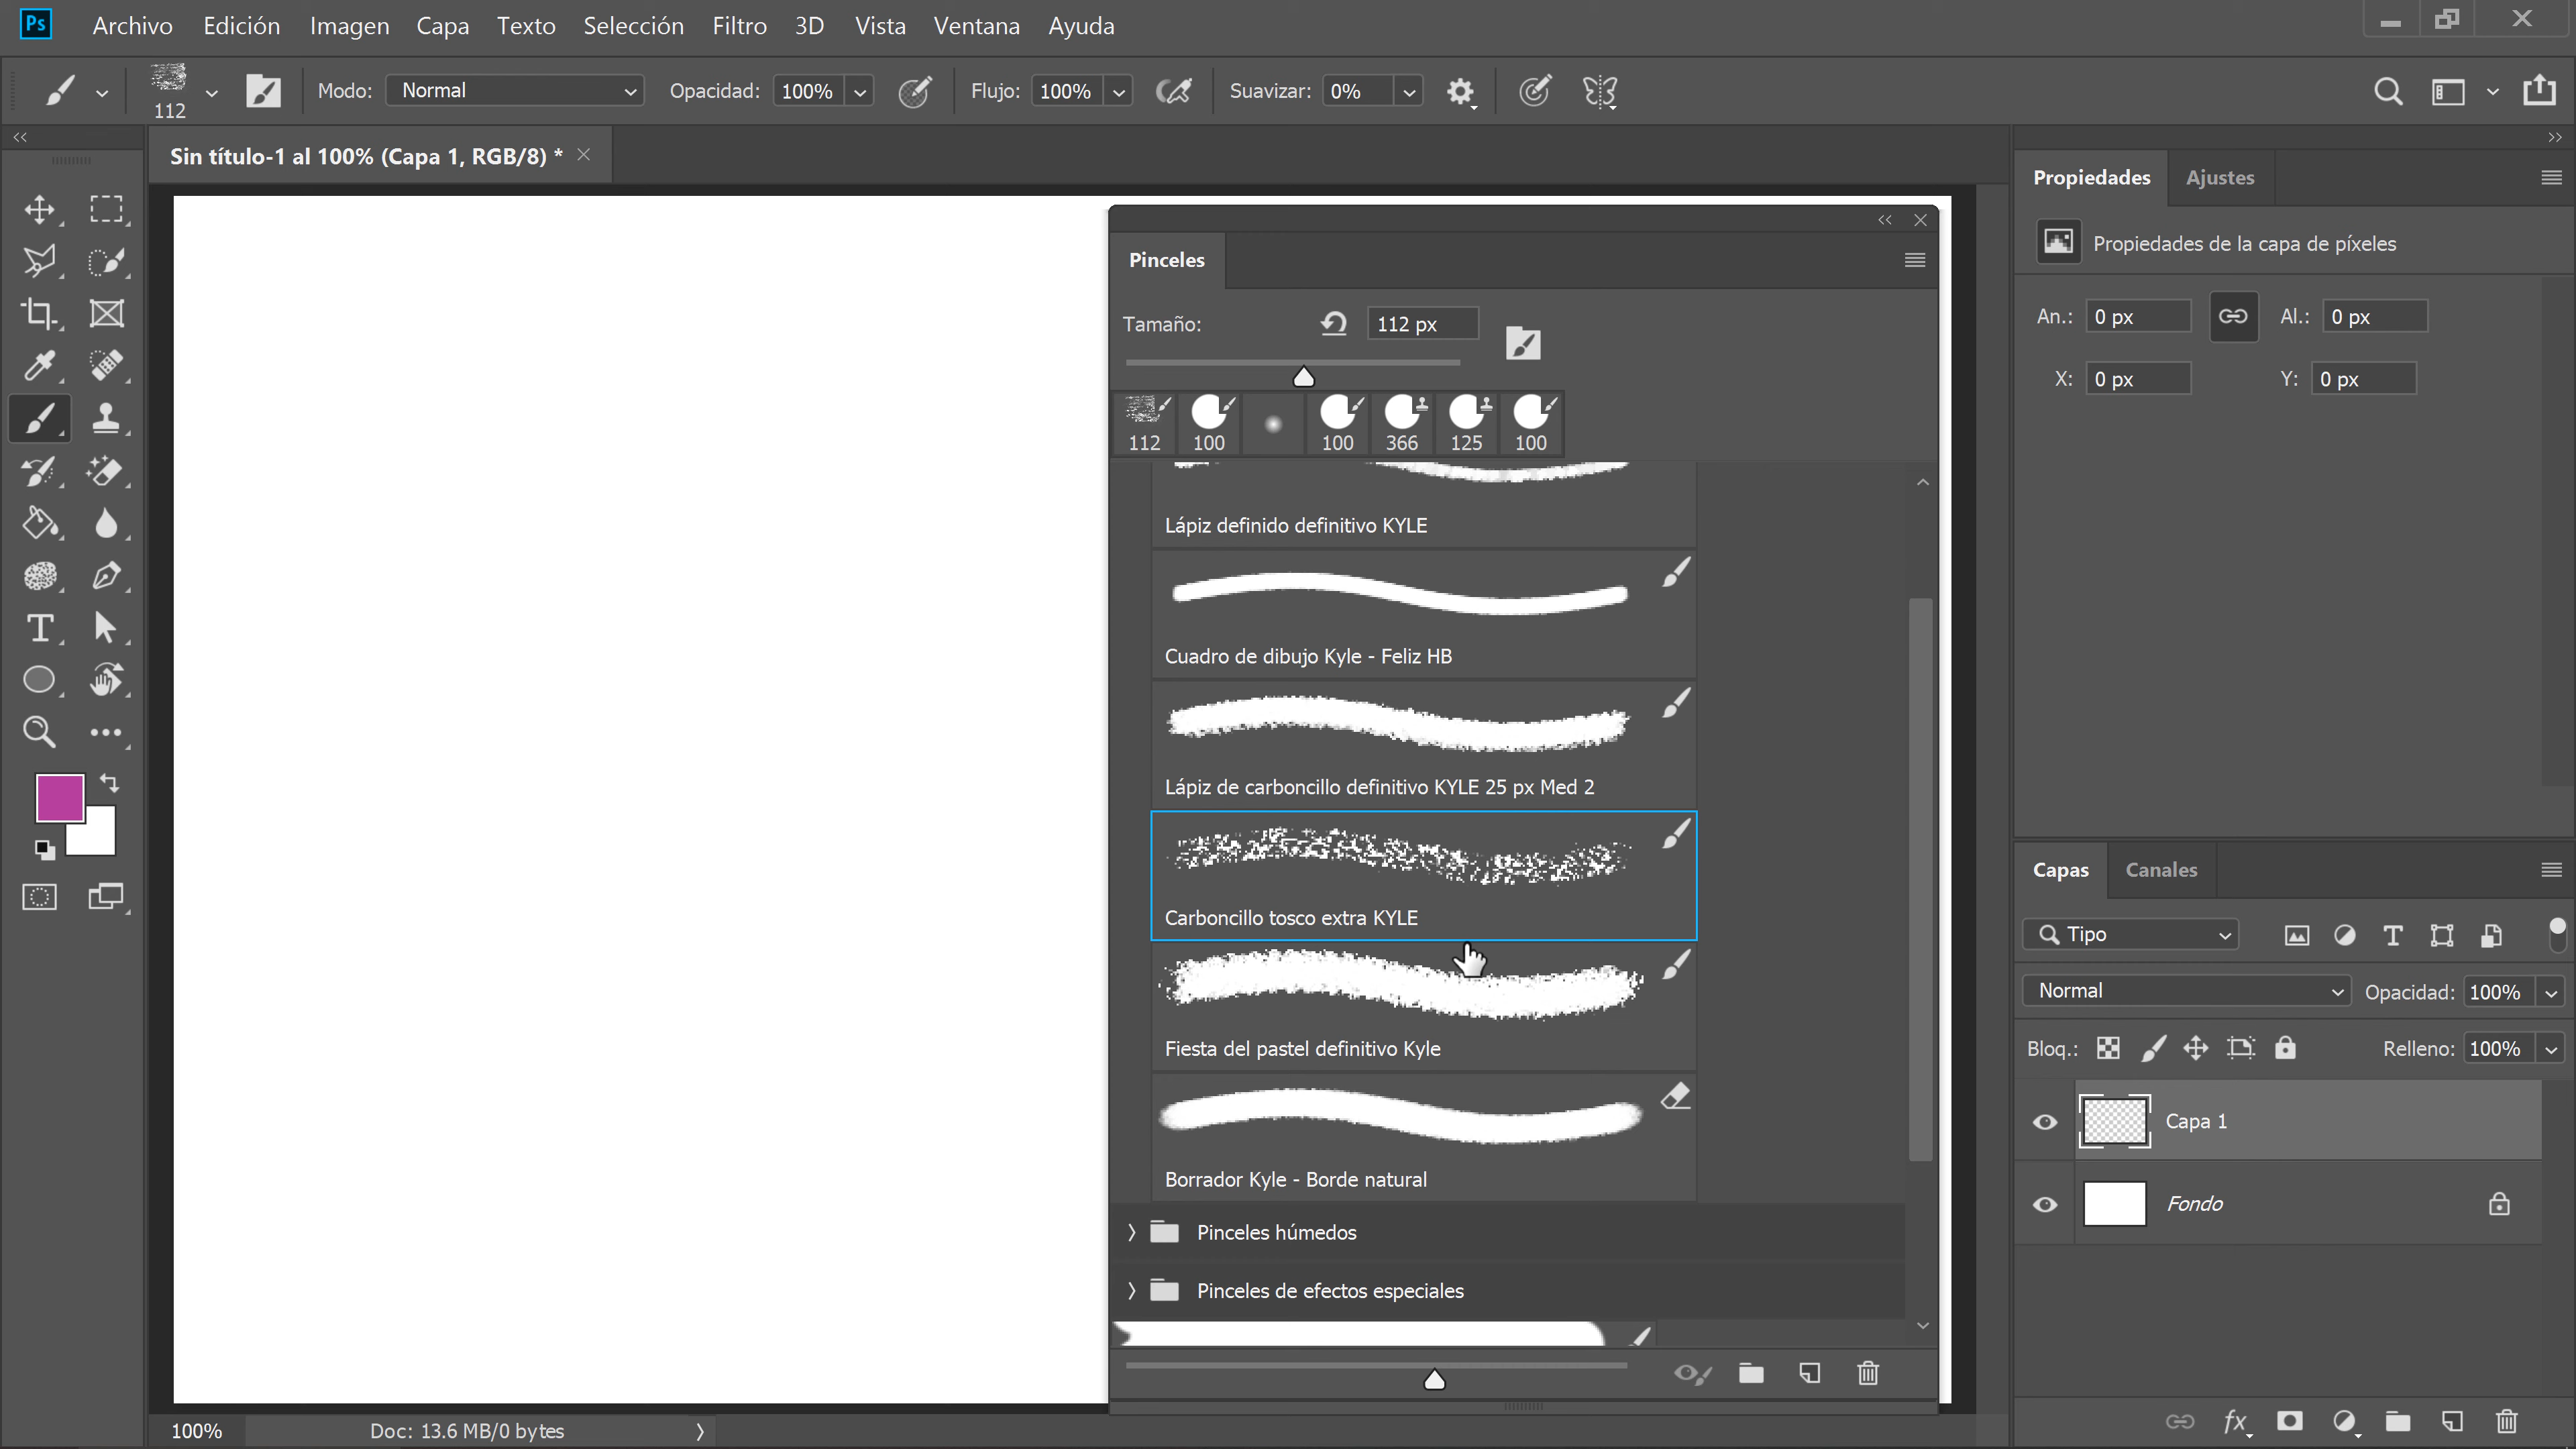 Ps Archivo Edición Imagen Capa Texto Selección Filtro 3D Vista Ventana Ayuda
112 Modo: Normal Opacidad: 100% Flujo: 100% Suavizar: 0%
Sin título-1 al 100% (Capa 1, RGB/8) *
Pinceles
Tamaño: 112 px
112 100 100 366 125 100
Lápiz definido definitivo KYLE
Cuadro de dibujo Kyle - Feliz HB
Lápiz de carboncillo definitivo KYLE 25 px Med 2
Carboncillo tosco extra KYLE
Fiesta del pastel definitivo Kyle
Borrador Kyle - Borde natural
Pinceles húmedos
Pinceles de efectos especiales
Propiedades Ajustes
Propiedades de la capa de píxeles
An.: 0 px Al.: 0 px
X: 0 px Y: 0 px
Capas Canales
Tipo
Normal Opacidad: 100%
Bloq.: Relleno: 100%
Capa 1
Fondo
fx
100% Doc: 13.6 MB/0 bytes